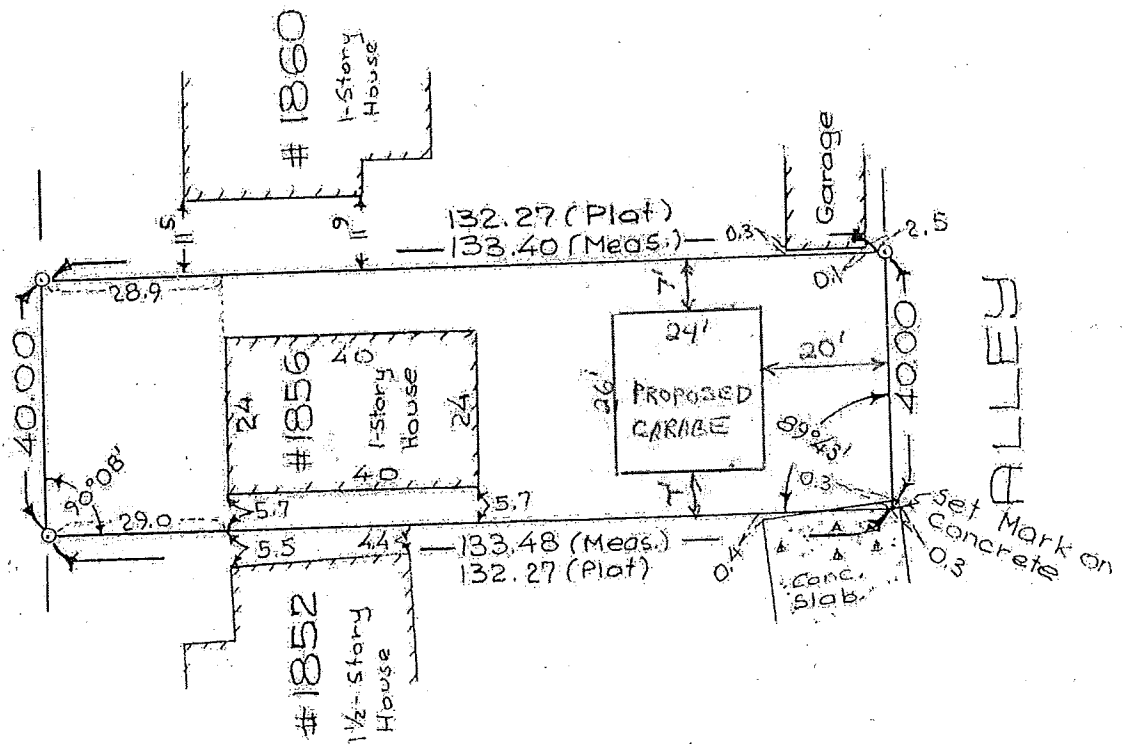 # 1860
1-Story
House
5
9
132.27 (Plat)
133.40 (Meas.)
0.3
Garage
2.5
0.1
28.9
40.00
90°08'
29.0
# 1856
1-Story
House
40
24
24
40
5.7
5.7
5.5
4.4
133.48 (Meas.)
132.27 (Plat)
7'
24'
26'
PROPOSED
GARAGE
20'
7'
40.00
89°43'
0.3
ALLEY
Set Mark on
Concrete
0.3
0.4
Conc.
Slab
# 1852
1½-Story
House